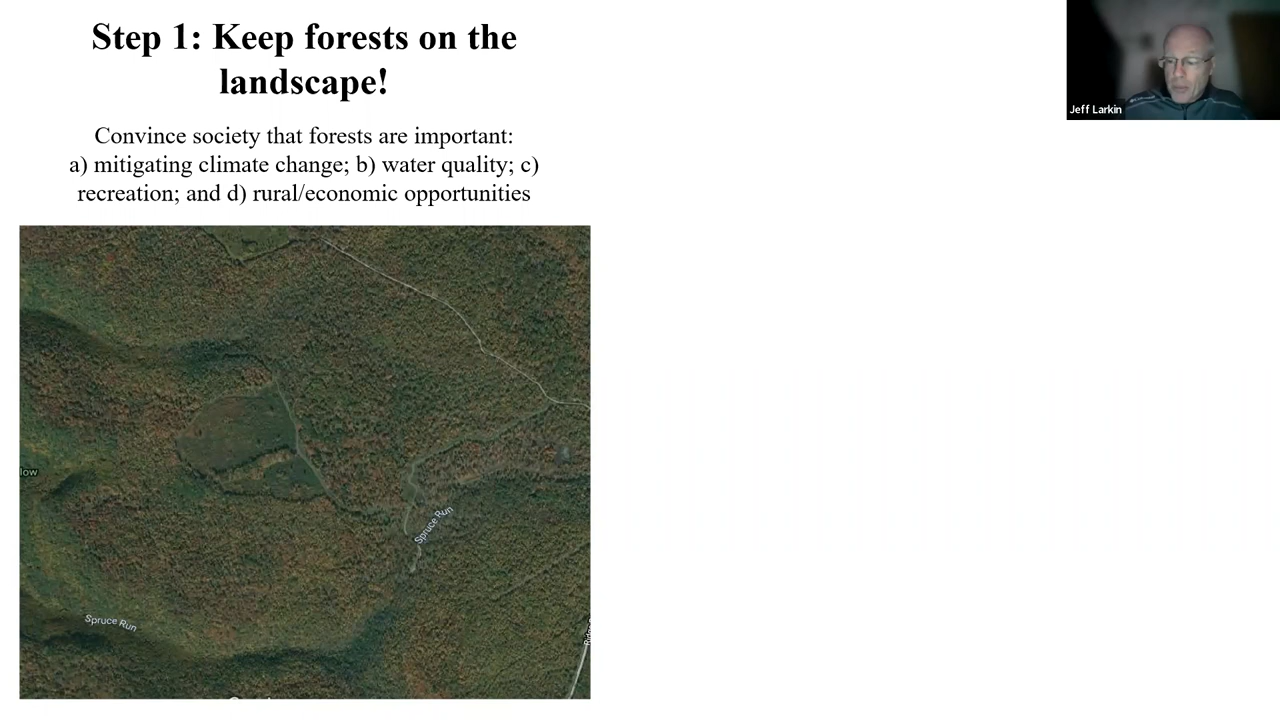 Step 1: Keep forests on the
landscape!
Convince society that forests are important:
a) mitigating climate change; b) water quality; c)
recreation; and d) rural/economic opportunities
Jeff Larkin
low
Spruce Run
Spruce Run